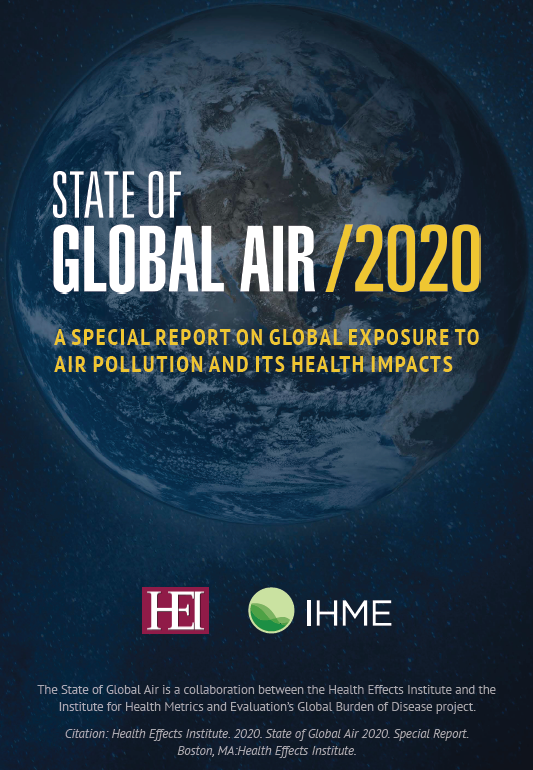 STATE OF
GLOBAL AIR /2020
A SPECIAL REPORT ON GLOBAL EXPOSURE TO
AIR POLLUTION AND ITS HEALTH IMPACTS
HEI IHME
The State of Global Air is a collaboration between the Health Effects Institute and the
Institute for Health Metrics and Evaluation's Global Burden of Disease project.
Citation: Health Effects Institute. 2020. State of Global Air 2020. Special Report.
Boston, MA:Health Effects Institute.